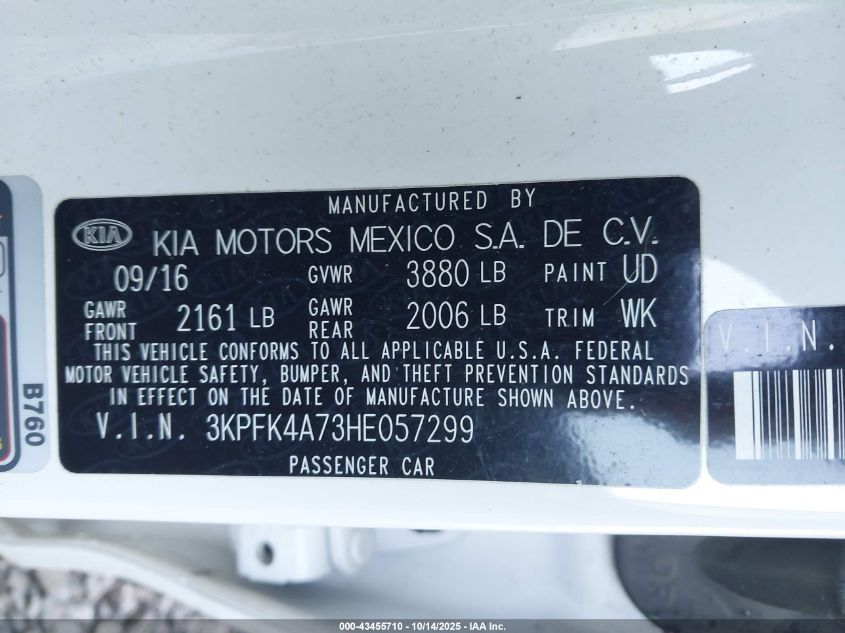 MANUFACTURED BY
KIA KIA MOTORS MEXICO S.A. DE C.V.
09/16 GVWR 3880 LB PAINT UD
GAWR FRONT 2161 LB GAWR REAR 2006 LB TRIM WK
THIS VEHICLE CONFORMS TO ALL APPLICABLE U.S.A. FEDERAL
MOTOR VEHICLE SAFETY, BUMPER, AND THEFT PREVENTION STANDARDS
IN EFFECT ON THE DATE OF MANUFACTURE SHOWN ABOVE.
V.I.N. 3KPFK4A73HE057299
PASSENGER CAR
B760
V.I.N.
000-43455710 - 10/14/2025 - IAA Inc.